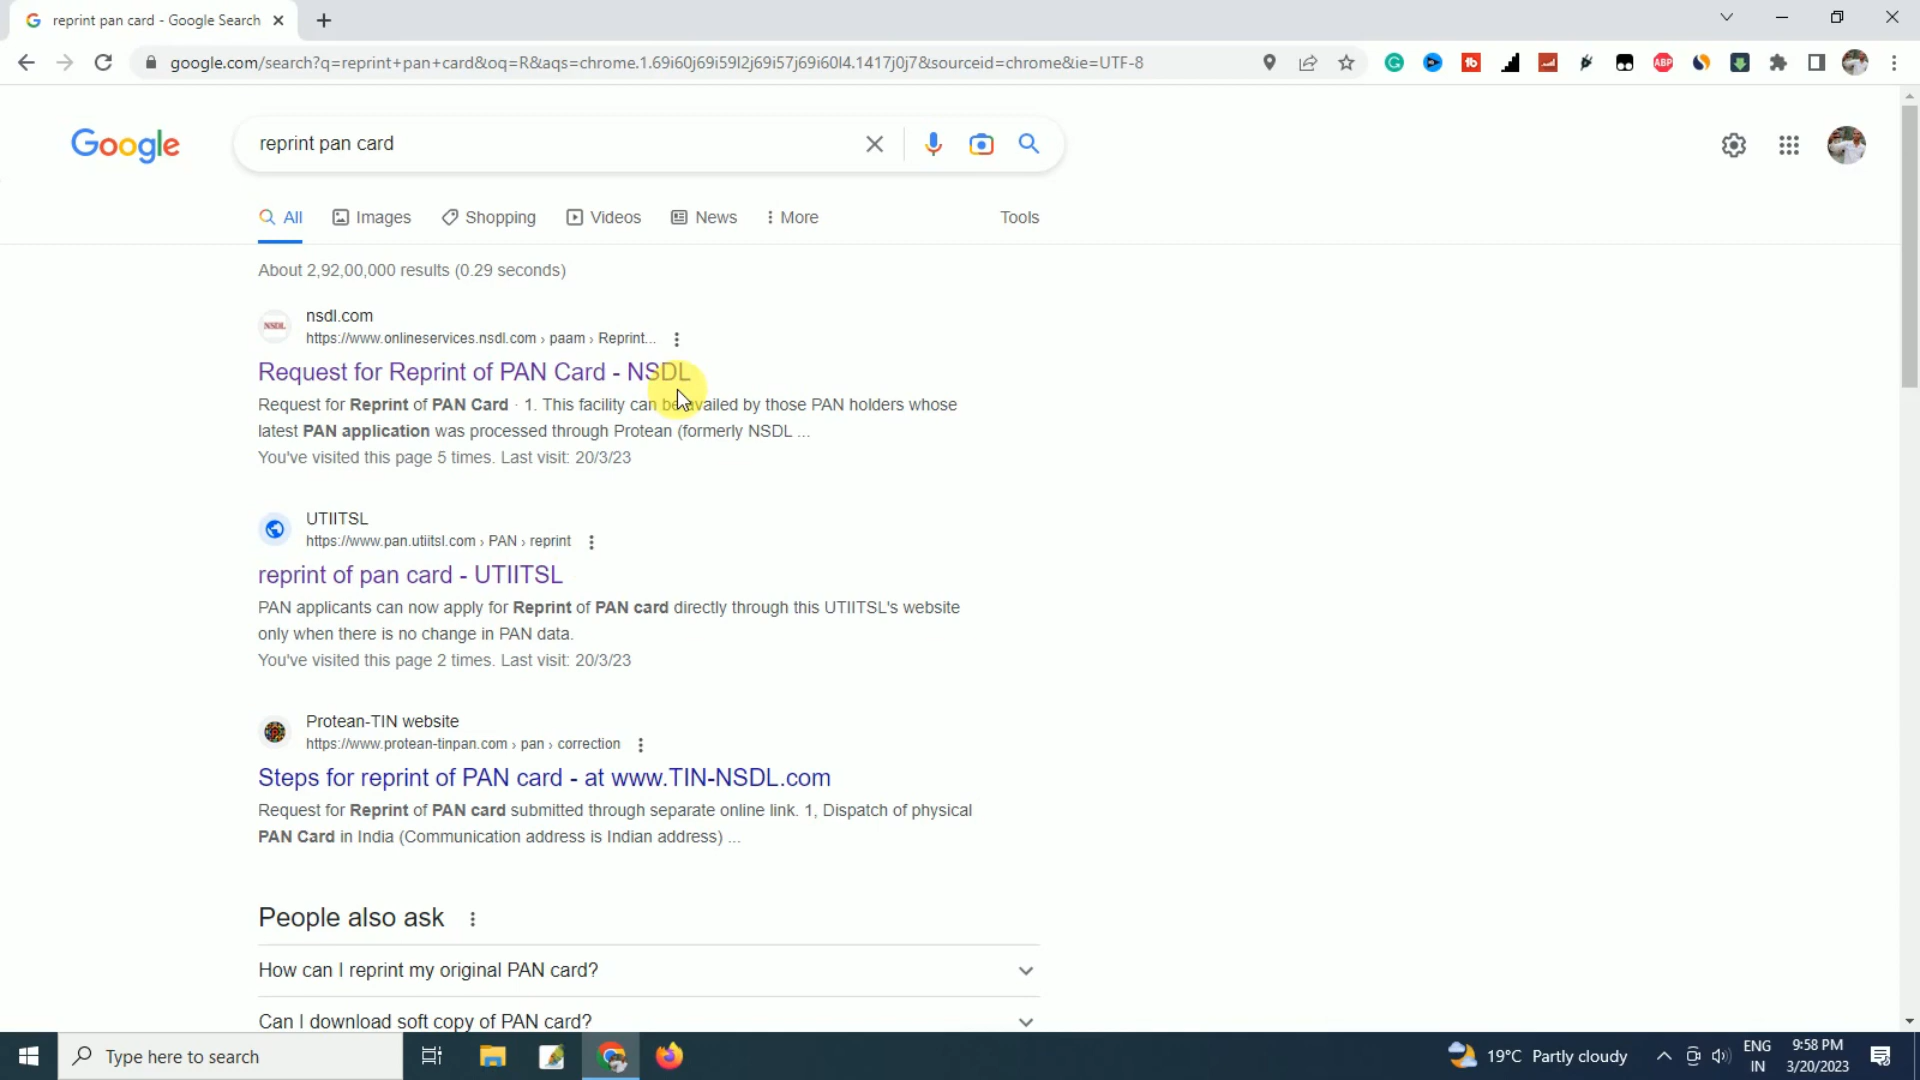 reprint pan card - Google Search
google.com/search?q=reprint+pan+card&oq=R&aqs=chrome.1.69i60j69i59l2j69i57j69i60l4.1417j0j7&sourceid=chrome&ie=UTF-8
Google
reprint pan card
All Images Shopping Videos News More Tools
About 2,92,00,000 results (0.29 seconds)
NSDL
nsdl.com
https://www.onlineservices.nsdl.com › paam › Reprint...
Request for Reprint of PAN Card - NSDL
Request for Reprint of PAN Card · 1. This facility can be availed by those PAN holders whose
latest PAN application was processed through Protean (formerly NSDL ...
You've visited this page 5 times. Last visit: 20/3/23
UTIITSL
https://www.pan.utiitsl.com › PAN › reprint
reprint of pan card - UTIITSL
PAN applicants can now apply for Reprint of PAN card directly through this UTIITSL's website
only when there is no change in PAN data.
You've visited this page 2 times. Last visit: 20/3/23
Protean-TIN website
https://www.protean-tinpan.com › pan › correction
Steps for reprint of PAN card - at www.TIN-NSDL.com
Request for Reprint of PAN card submitted through separate online link. 1, Dispatch of physical
PAN Card in India (Communication address is Indian address) ...
People also ask
How can I reprint my original PAN card?
Can I download soft copy of PAN card?
Type here to search
19°C Partly cloudy
ENG
IN
9:58 PM
3/20/2023